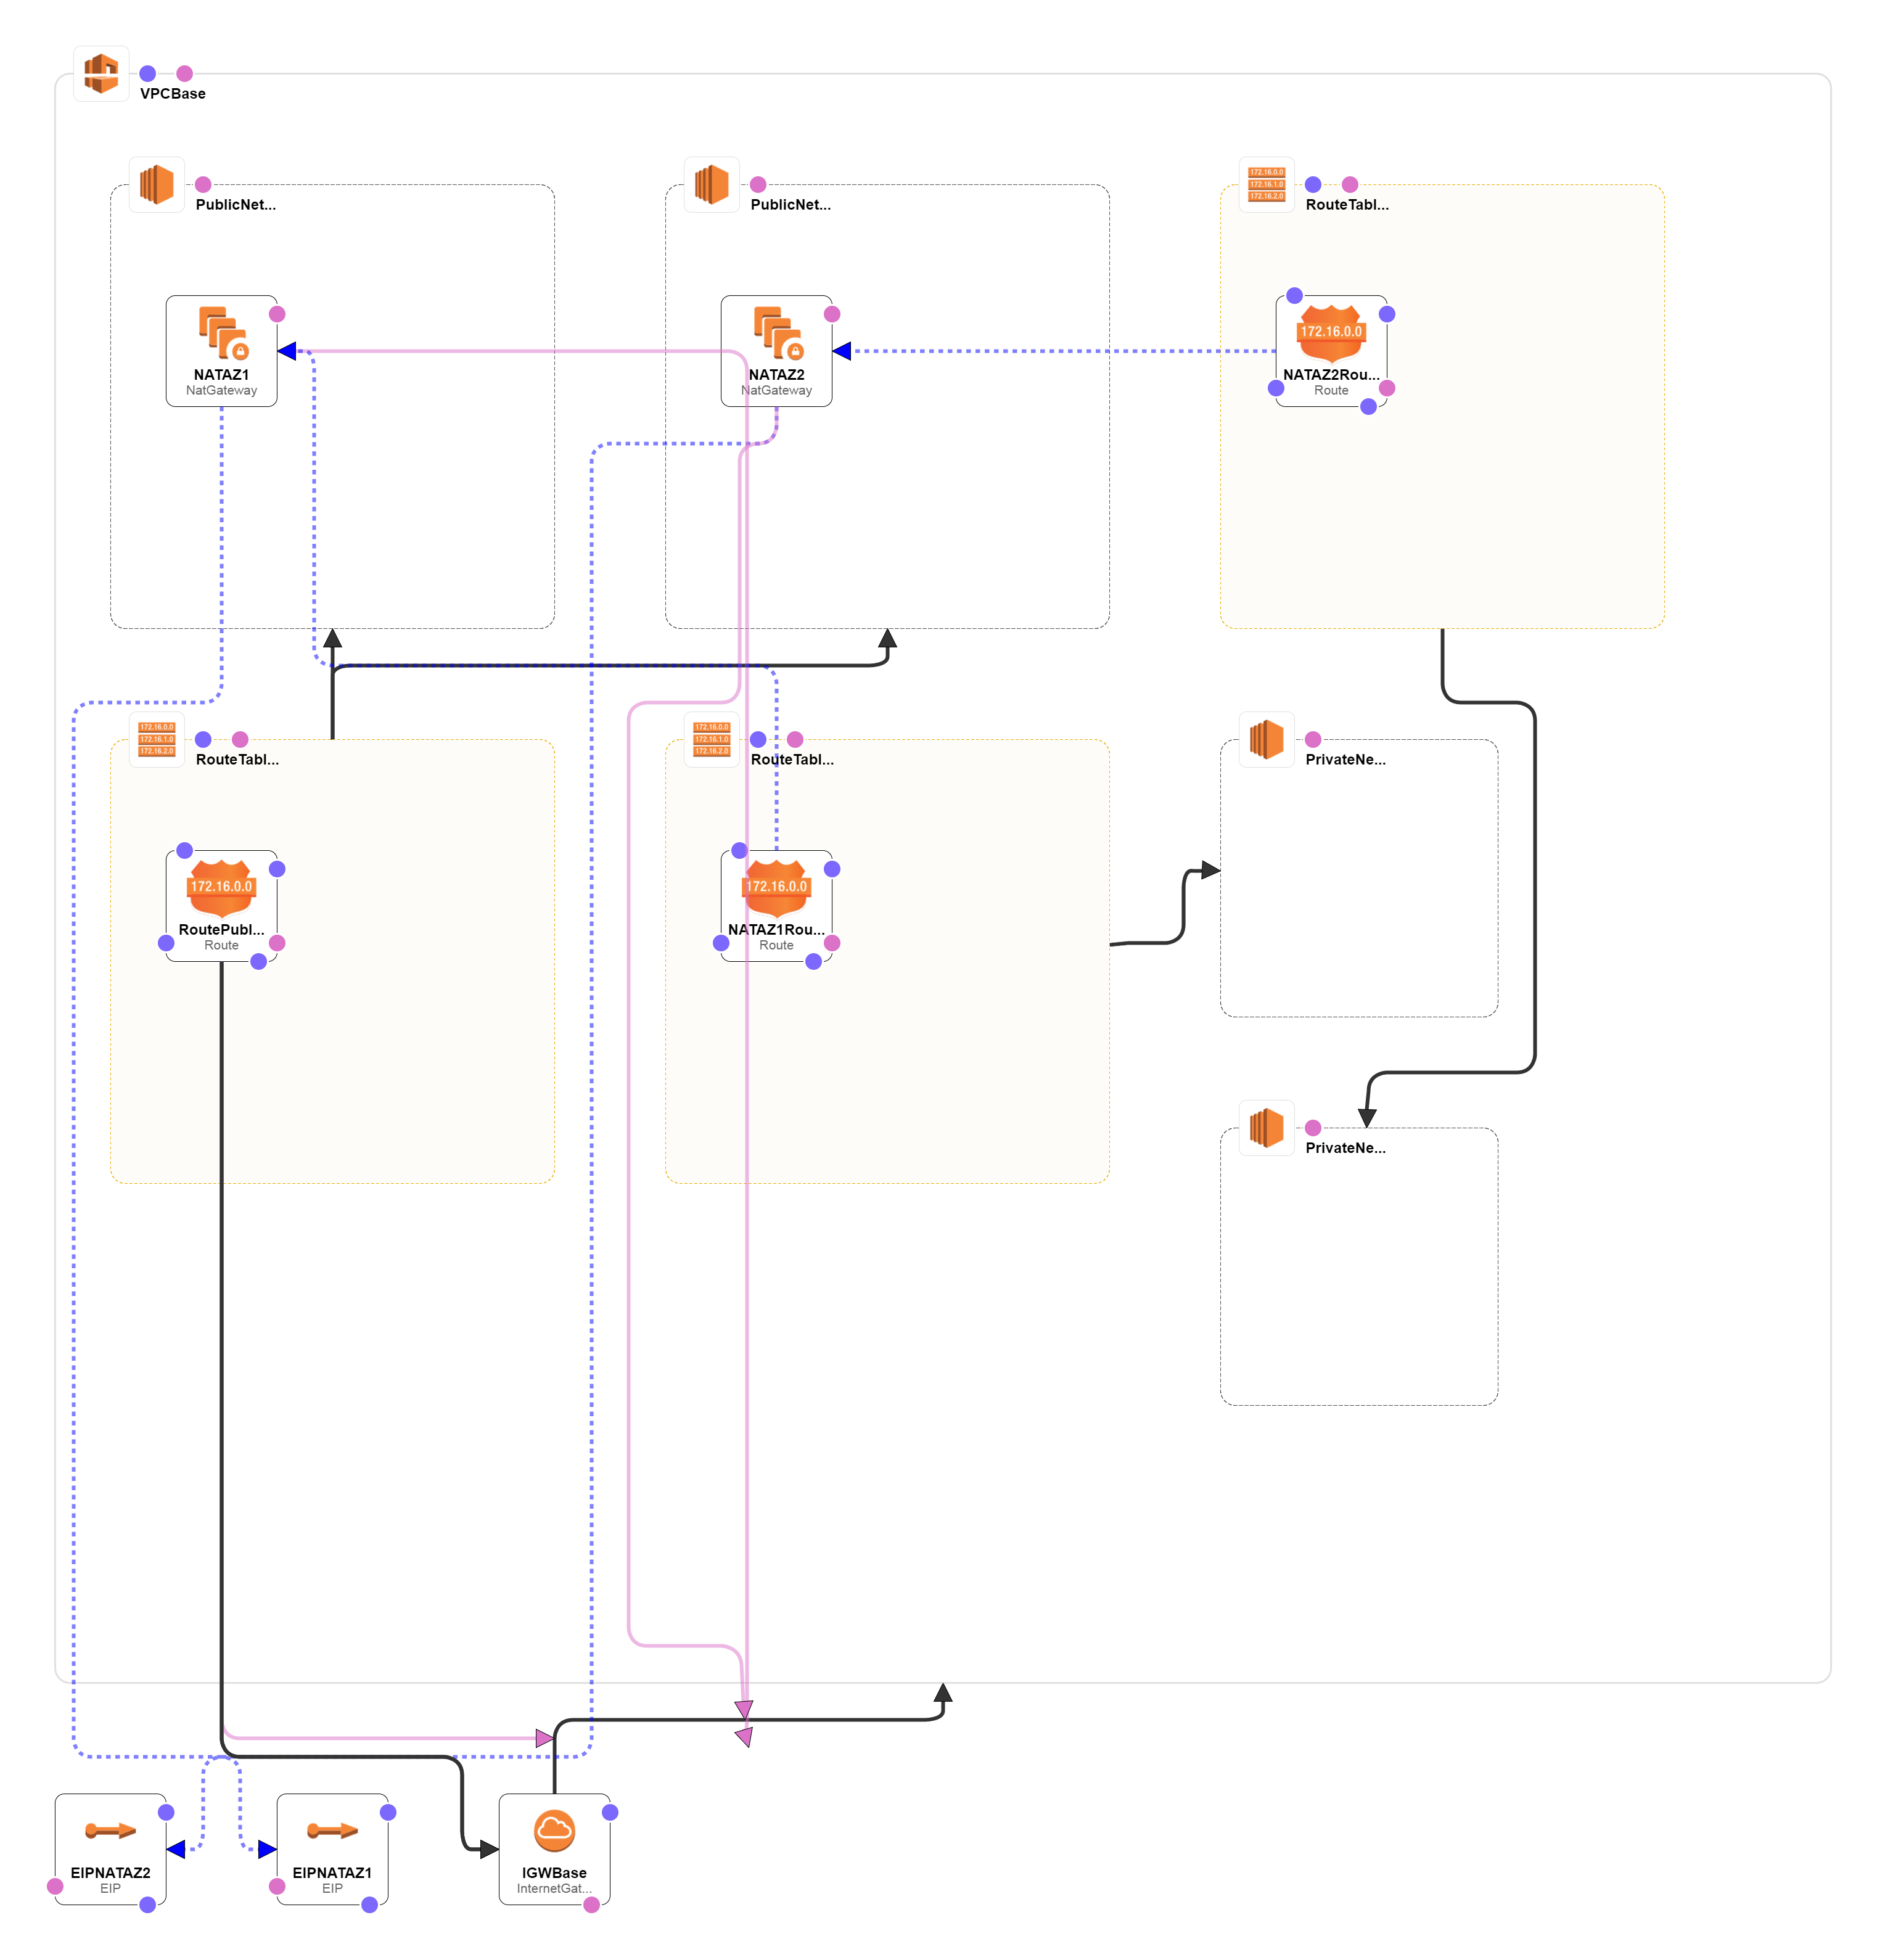 VPCBase
PublicNet...
PublicNet...
172.16.0.0
172.16.1.0
172.16.2.0
RouteTabl...
NATAZ1
NatGateway
NATAZ2
NatGateway
172.16.0.0
NATAZ2Rou...
Route
172.16.0.0
172.16.1.0
172.16.2.0
RouteTabl...
172.16.0.0
172.16.1.0
172.16.2.0
RouteTabl...
PrivateNe...
172.16.0.0
RoutePubl...
Route
172.16.0.0
NATAZ1Rou...
Route
PrivateNe...
EIPNATAZ2
EIP
EIPNATAZ1
EIP
IGWBase
InternetGat...